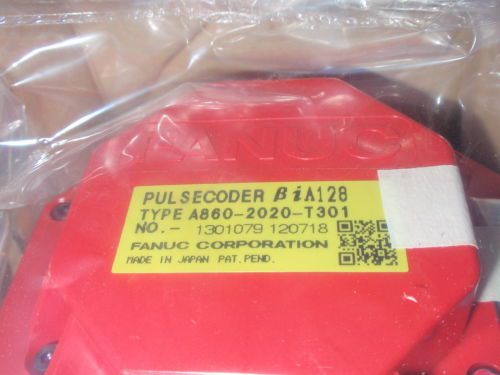 FANUC
PULSECODER βiA128
TYPE A860-2020-T301
NO.- 1301079 120718
FANUC CORPORATION
MADE IN JAPAN PAT.PEND.